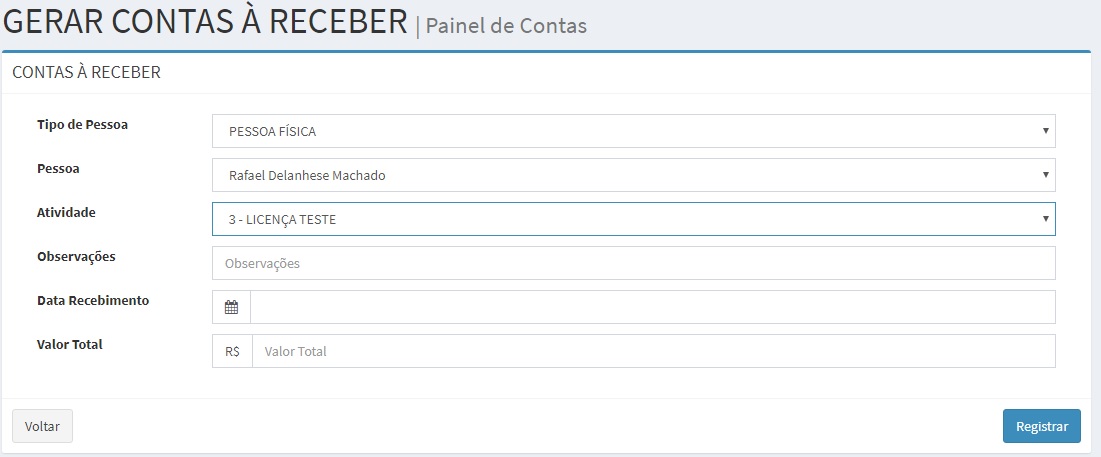 GERAR CONTAS À RECEBER | Painel de Contas
CONTAS À RECEBER
Tipo de Pessoa PESSOA FÍSICA
Pessoa Rafael Delanhese Machado
Atividade 3 - LICENÇA TESTE
Observações Observações
Data Recebimento
Valor Total R$ Valor Total
Voltar Registrar